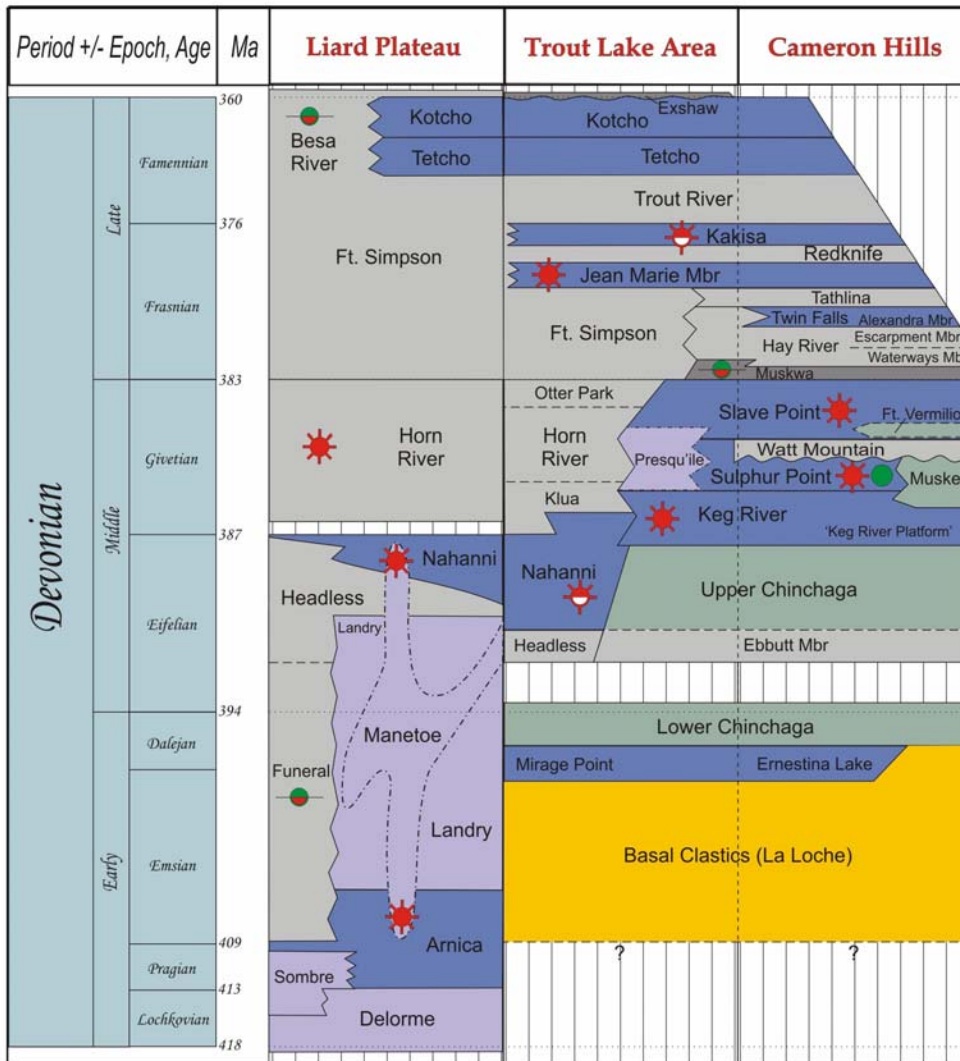 Period +/- Epoch, Age
Ma
Liard Plateau
Trout Lake Area
Cameron Hills
Devonian
Late
Middle
Early
Famennian
Frasnian
Givetian
Eifelian
Dalejan
Emsian
Pragian
Lochkovian
360
376
383
387
394
409
413
418
Besa
River
Kotcho
Tetcho
Ft. Simpson
Horn
River
Nahanni
Headless
Landry
Manetoe
Funeral
Landry
Arnica
Sombre
Delorme
Exshaw
Kotcho
Tetcho
Trout River
Kakisa
Redknife
Jean Marie Mbr
Tathlina
Twin Falls
Alexandra Mbr
Ft. Simpson
Hay River
Escarpment Mbr
Waterways Mb
Muskwa
Otter Park
Slave Point
Ft. Vermilio
Horn
River
Presqu'ile
Watt Mountain
Sulphur Point
Muske
Klua
Keg River
'Keg River Platform'
Nahanni
Upper Chinchaga
Headless
Ebbutt Mbr
Lower Chinchaga
Mirage Point
Ernestina Lake
Basal Clastics (La Loche)
?
?